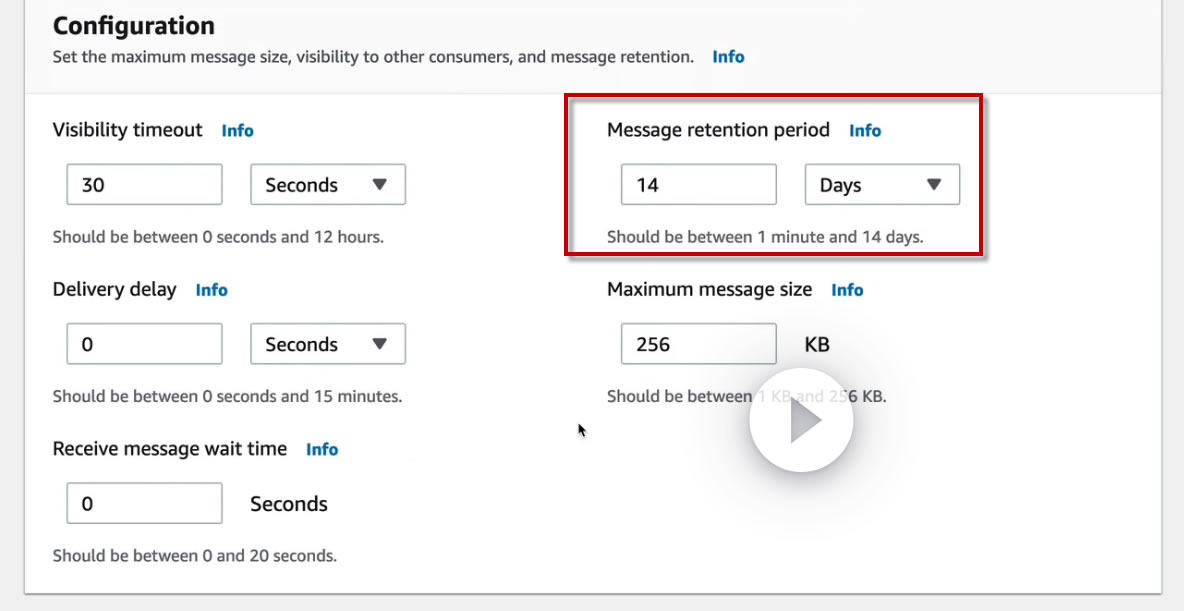 Configuration
Set the maximum message size, visibility to other consumers, and message retention. Info
Visibility timeout Info
30 Seconds
Should be between 0 seconds and 12 hours.
Message retention period Info
14 Days
Should be between 1 minute and 14 days.
Delivery delay Info
0 Seconds
Should be between 0 seconds and 15 minutes.
Maximum message size Info
256 KB
Should be between 1 KB and 256 KB.
Receive message wait time Info
0 Seconds
Should be between 0 and 20 seconds.